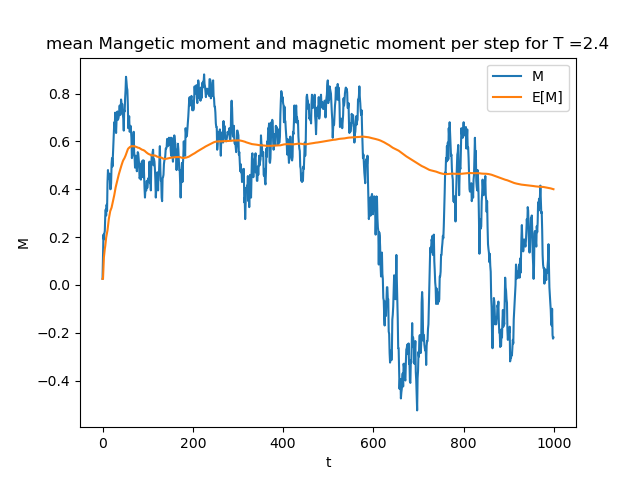 mean Mangetic moment and magnetic moment per step for T =2.4
M
E[M]
0.8
0.6
0.4
0.2
0.0
−0.2
−0.4
M
0 200 400 600 800 1000
t